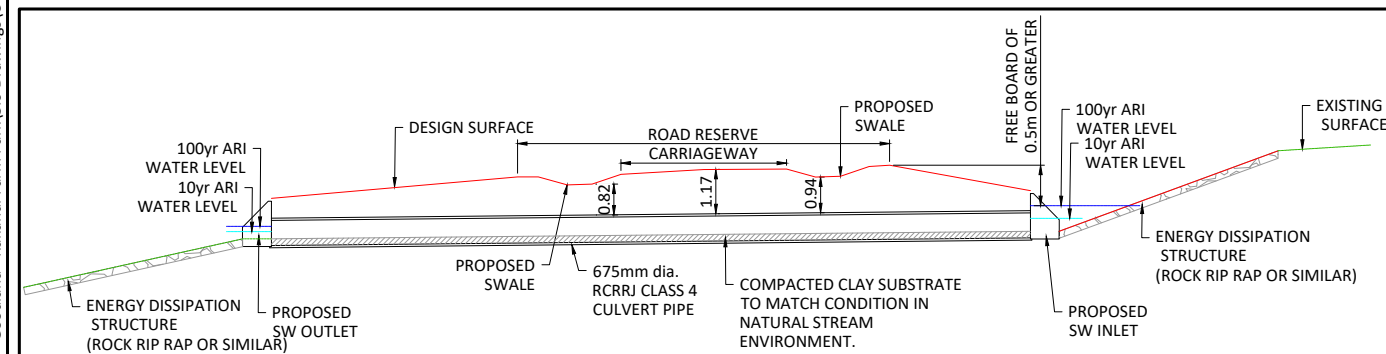 FREE BOARD OF
0.5m OR GREATER
DESIGN SURFACE
ROAD RESERVE
CARRIAGEWAY
PROPOSED
SWALE
100yr ARI
WATER LEVEL
10yr ARI
WATER LEVEL
EXISTING
SURFACE
100yr ARI
WATER LEVEL
10yr ARI
WATER LEVEL
0.82
1.17
0.94
ENERGY DISSIPATION
STRUCTURE
(ROCK RIP RAP OR SIMILAR)
PROPOSED
SW OUTLET
PROPOSED
SWALE
675mm dia.
RCRRJ CLASS 4
CULVERT PIPE
COMPACTED CLAY SUBSTRATE
TO MATCH CONDITION IN
NATURAL STREAM
ENVIRONMENT.
PROPOSED
SW INLET
ENERGY DISSIPATION
STRUCTURE
(ROCK RIP RAP OR SIMILAR)